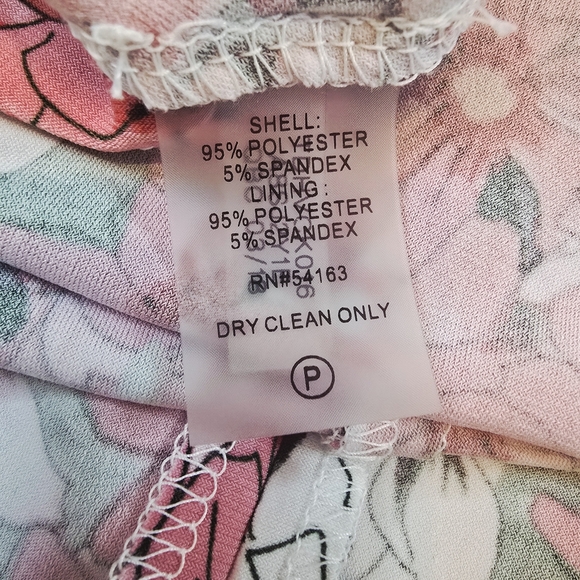 SHELL:
95% POLYESTER
5% SPANDEX
LINING:
95% POLYESTER
5% SPANDEX
RN#54163
DRY CLEAN ONLY
P